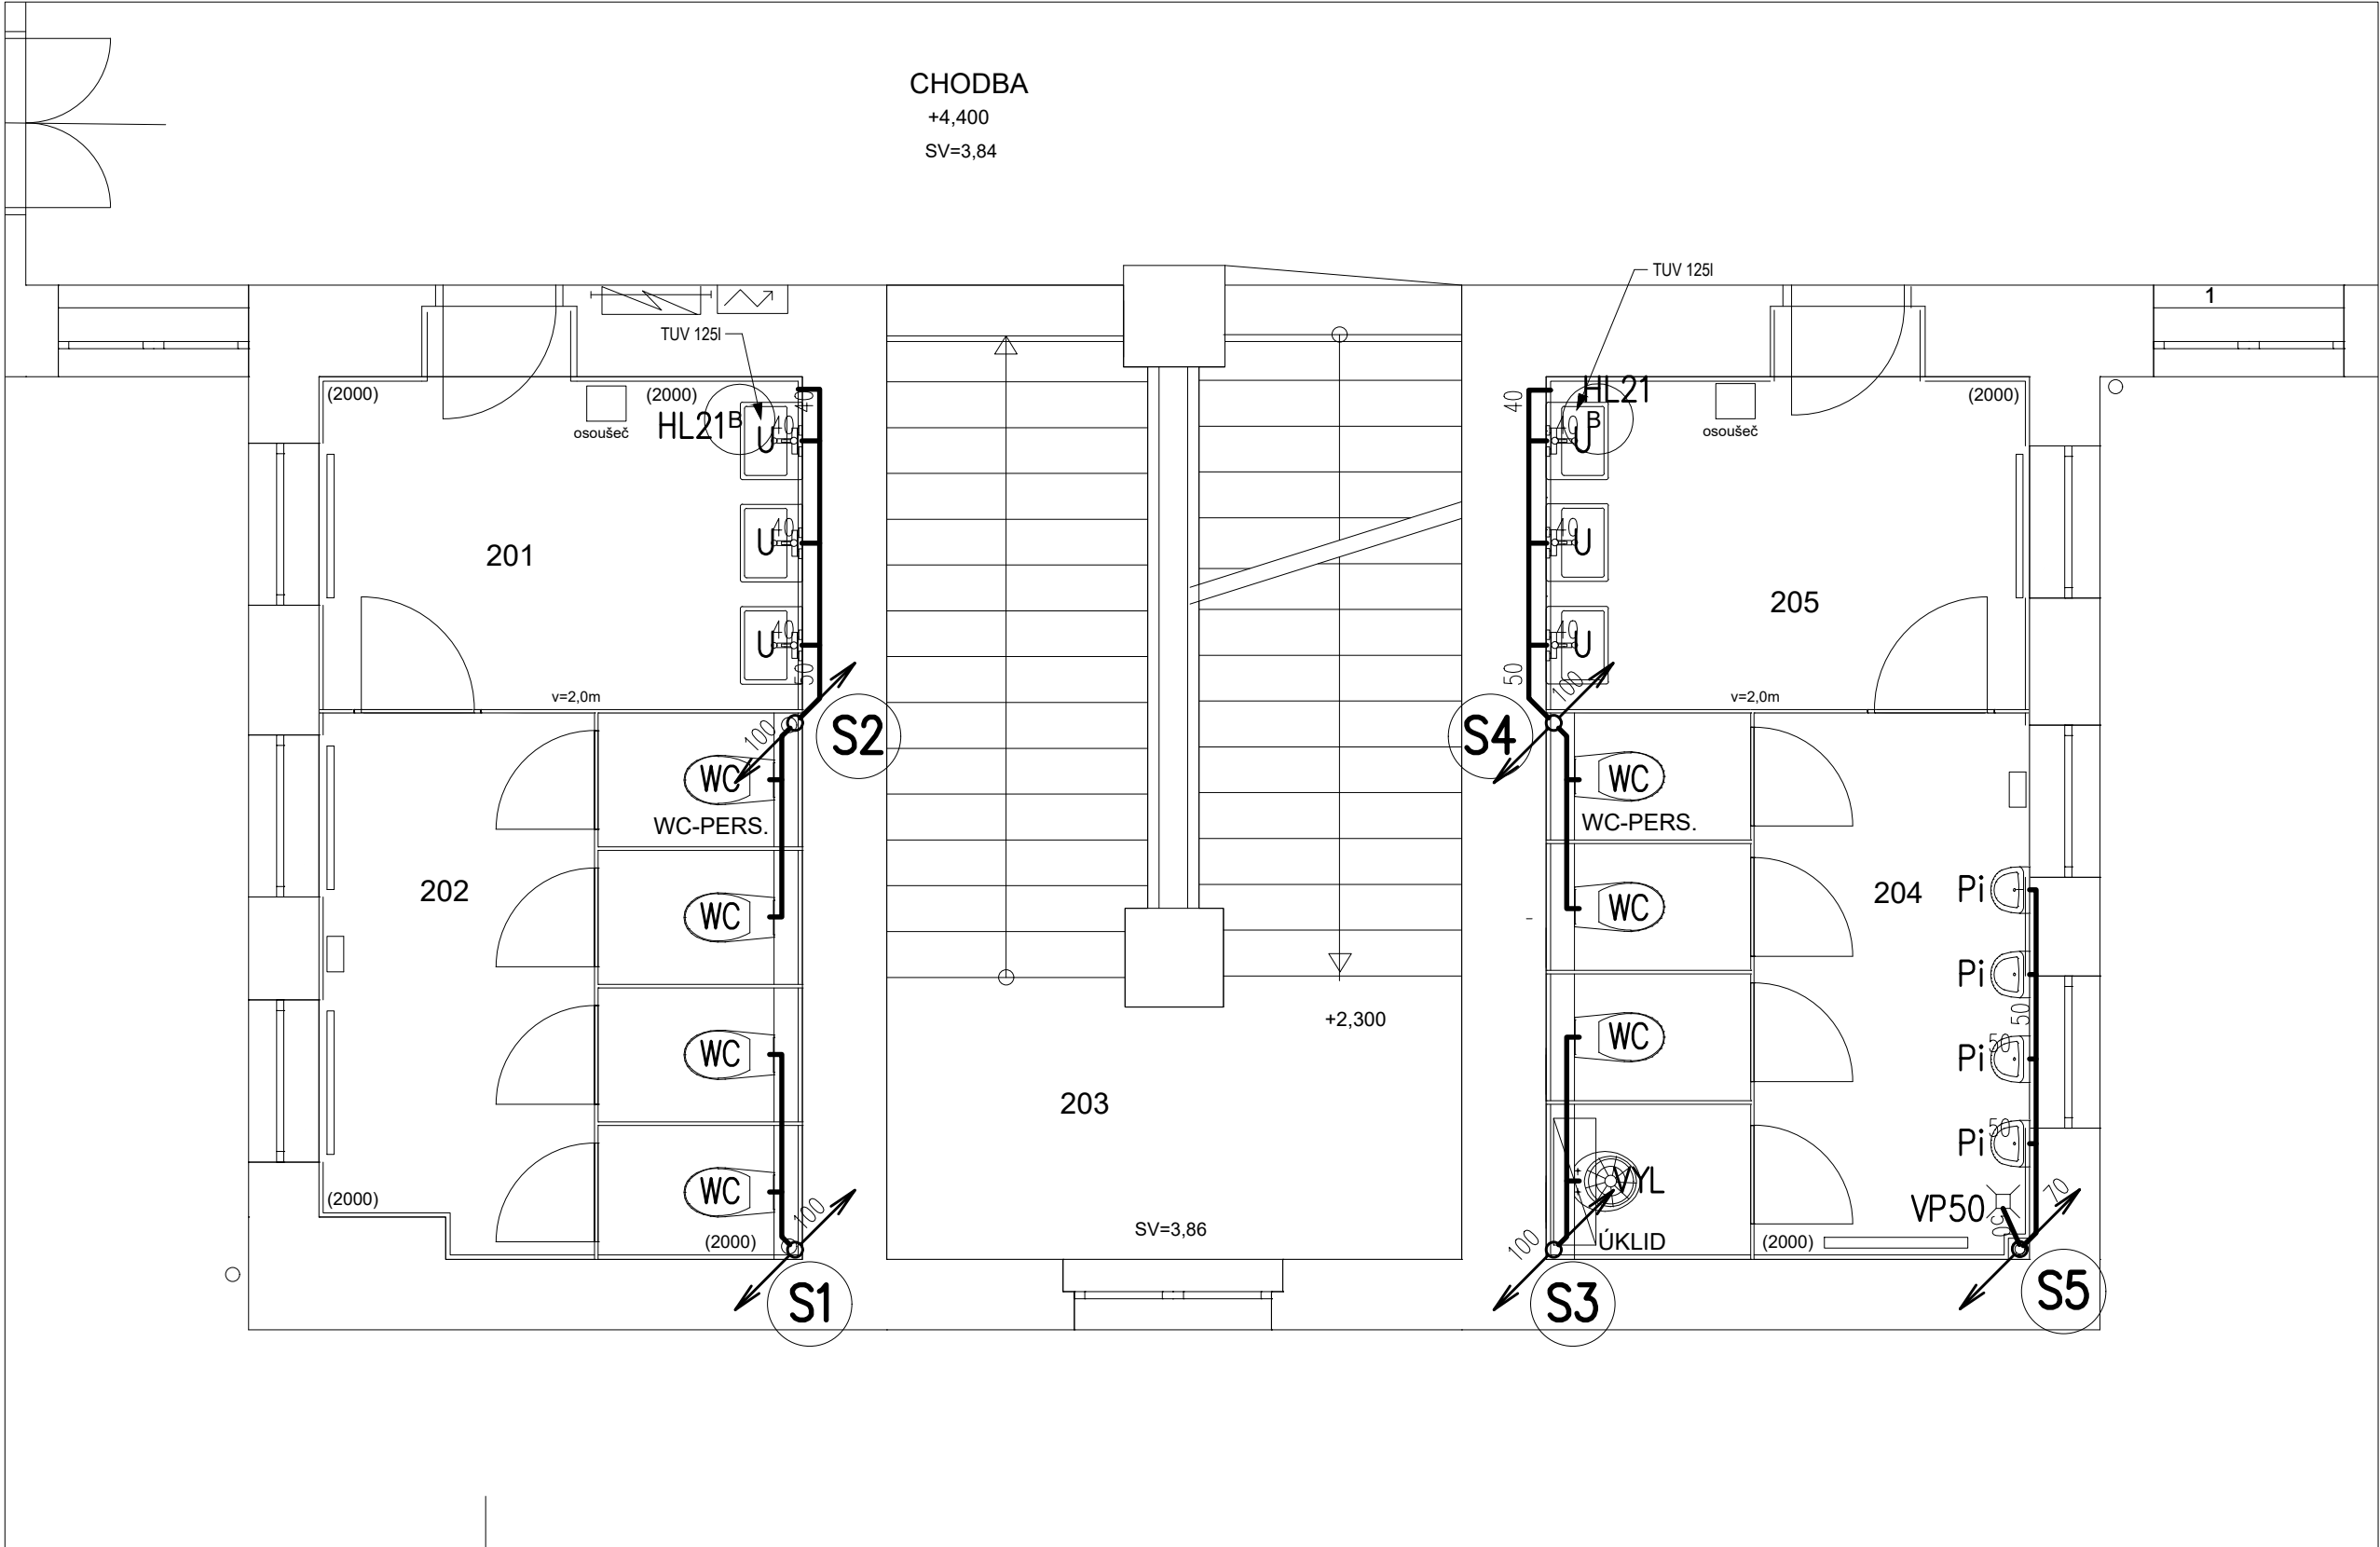 CHODBA
+4,400
SV=3,84
TUV 125l
1
TUV 125l
(2000)
osoušeč
(2000)
HL21
B
U
40
40
40
HL21
B
U
40
osoušeč
(2000)
201
U
40
U
40
205
U
40
50
50
U
40
v=2,0m
100
S2
S4
100
v=2,0m
WC
WC-PERS.
WC
WC-PERS.
202
WC
WC
204
Pi
Pi
50
+2,300
WC
WC
Pi
50
203
Pi
50
(2000)
WC
100
(2000)
SV=3,86
VYL
ÚKLID
100
(2000)
VP50
50
70
S1
S3
S5